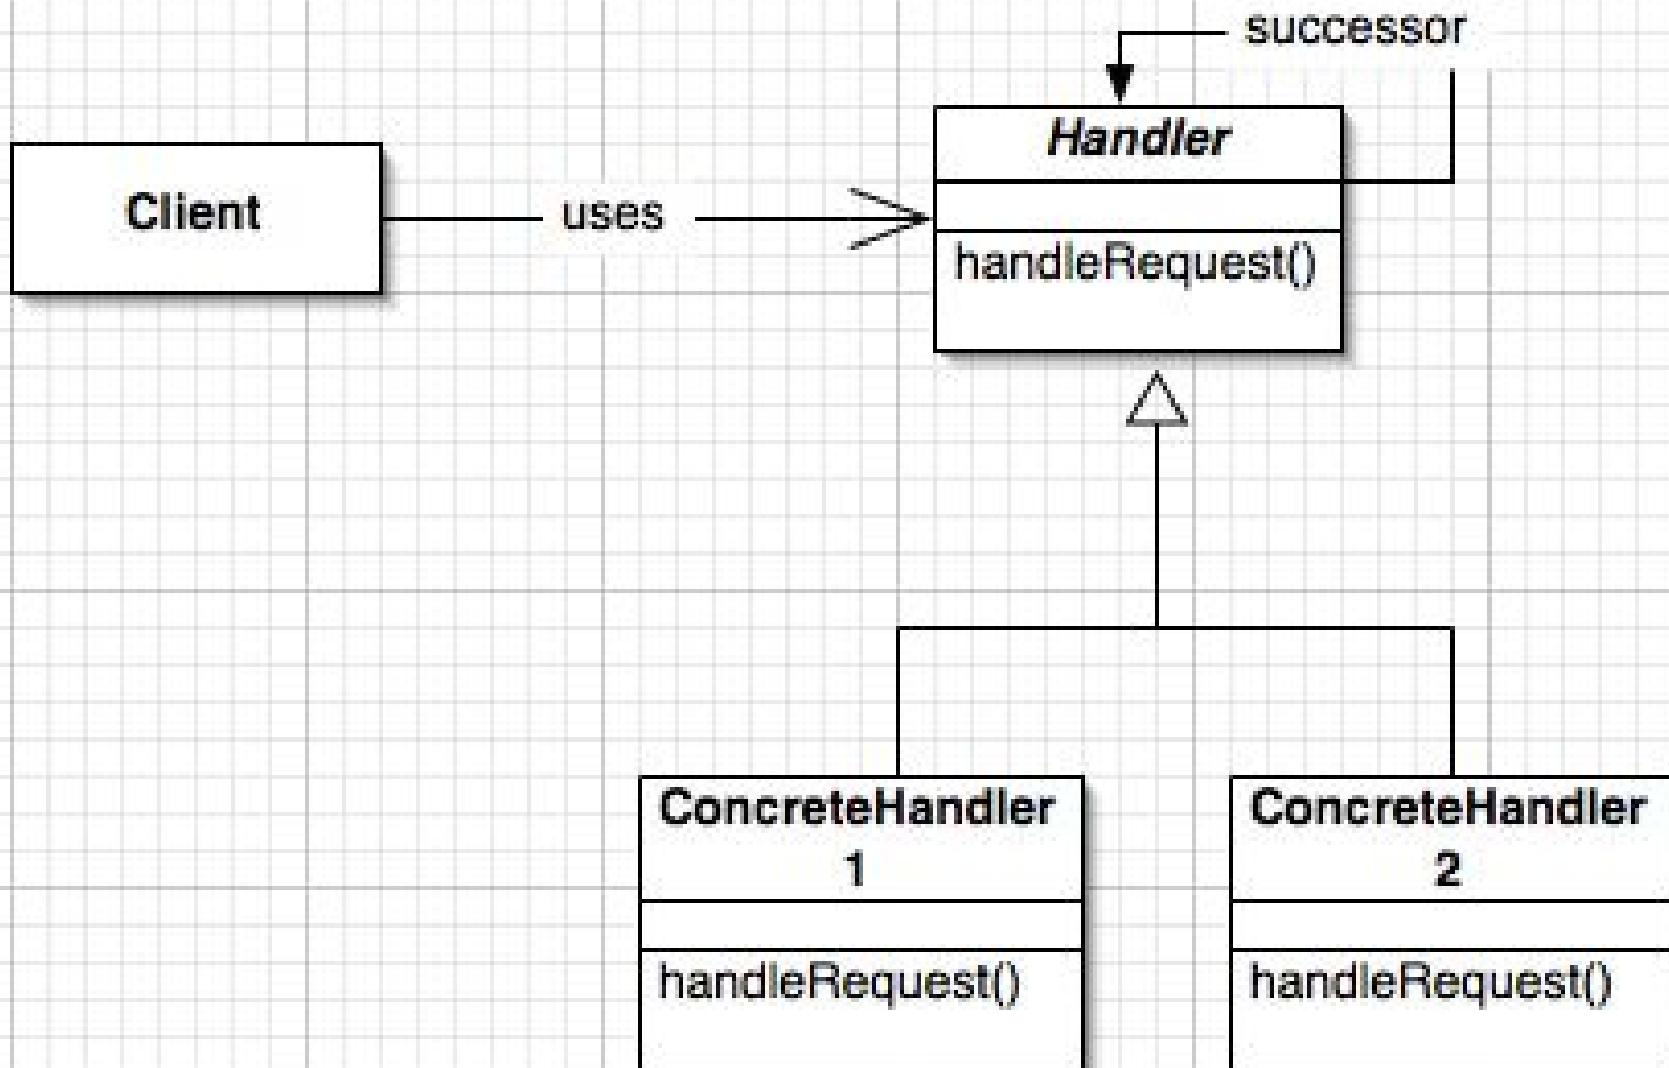 successor
Handler
Client
uses
handleRequest()
ConcreteHandler
1
ConcreteHandler
2
handleRequest()
handleRequest()